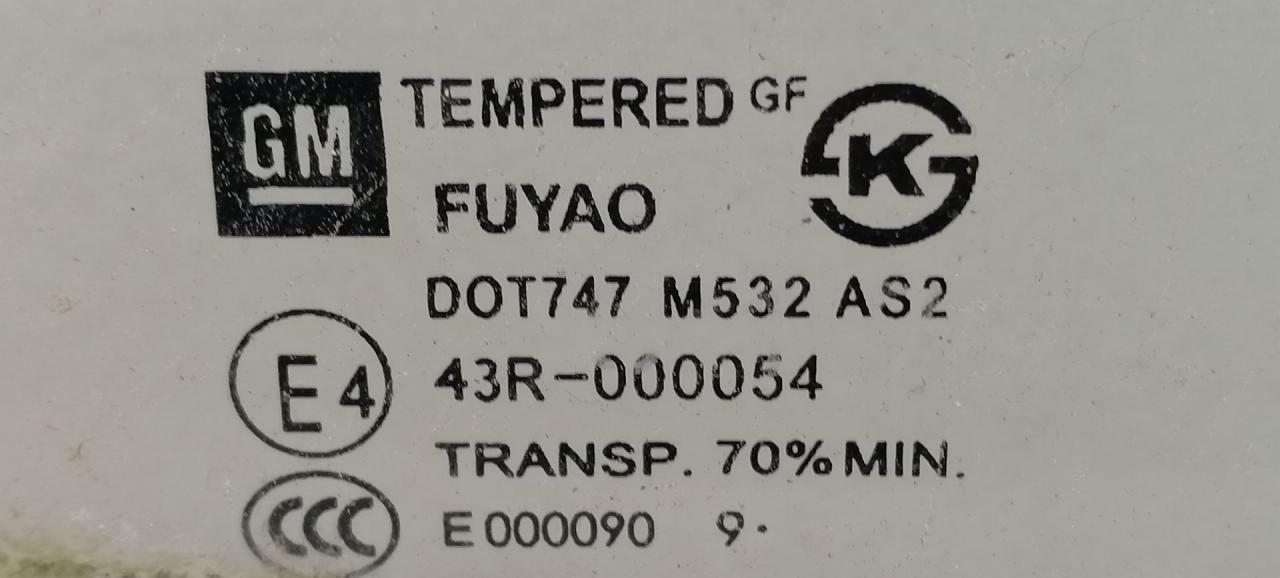 GM TEMPERED GF
FUYAO
K
DOT747 M532 AS2
E4 43R-000054
TRANSP. 70% MIN.
CCC E000090 9.